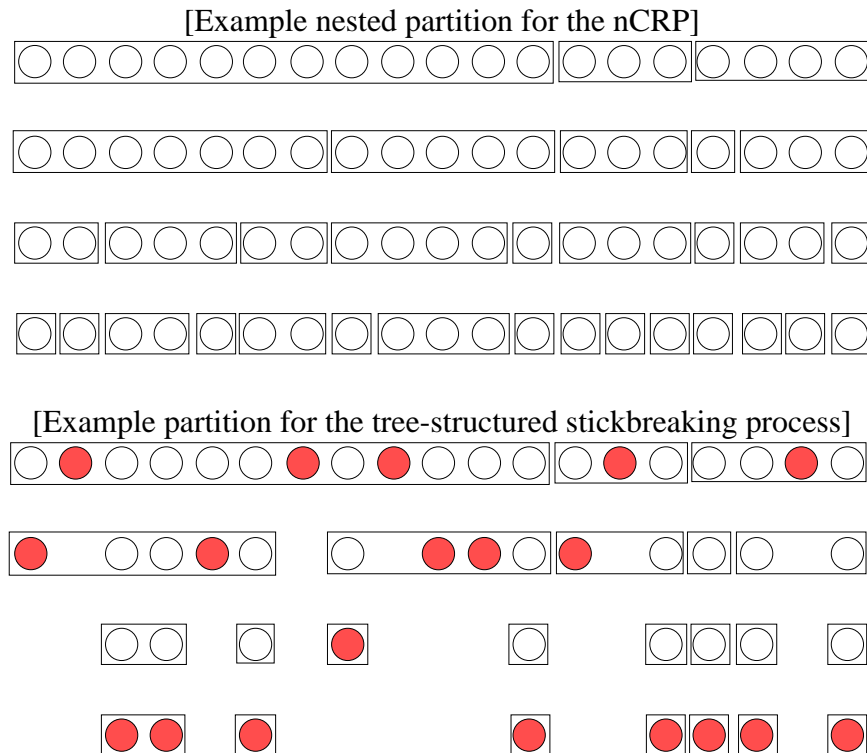 [Example nested partition for the nCRP]
[Example partition for the tree-structured stickbreaking process]